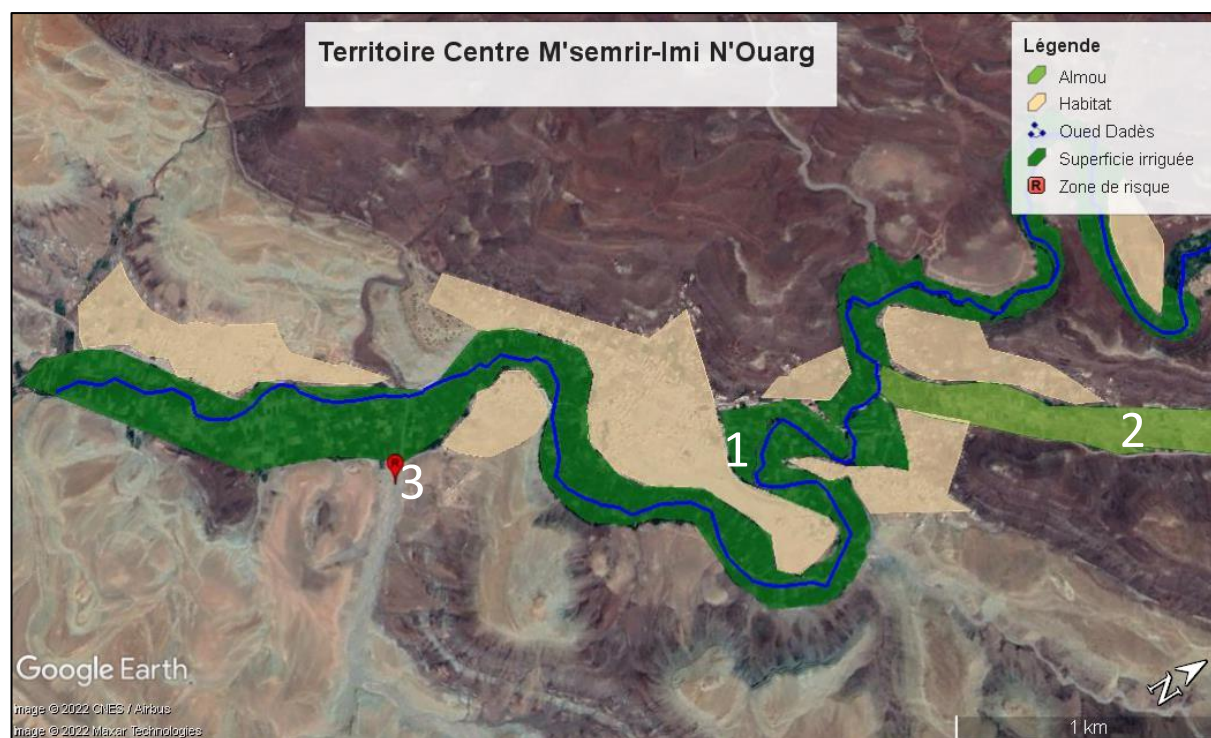 Territoire Centre M'semrir-Imi N'Ouarg
Légende
Almou
Habitat
Oued Dadès
Superficie irriguée
R Zone de risque
1
2
R
3
Google Earth
Image © 2022 CNES / Airbus
Image © 2022 Maxar Technologies
N
1 km